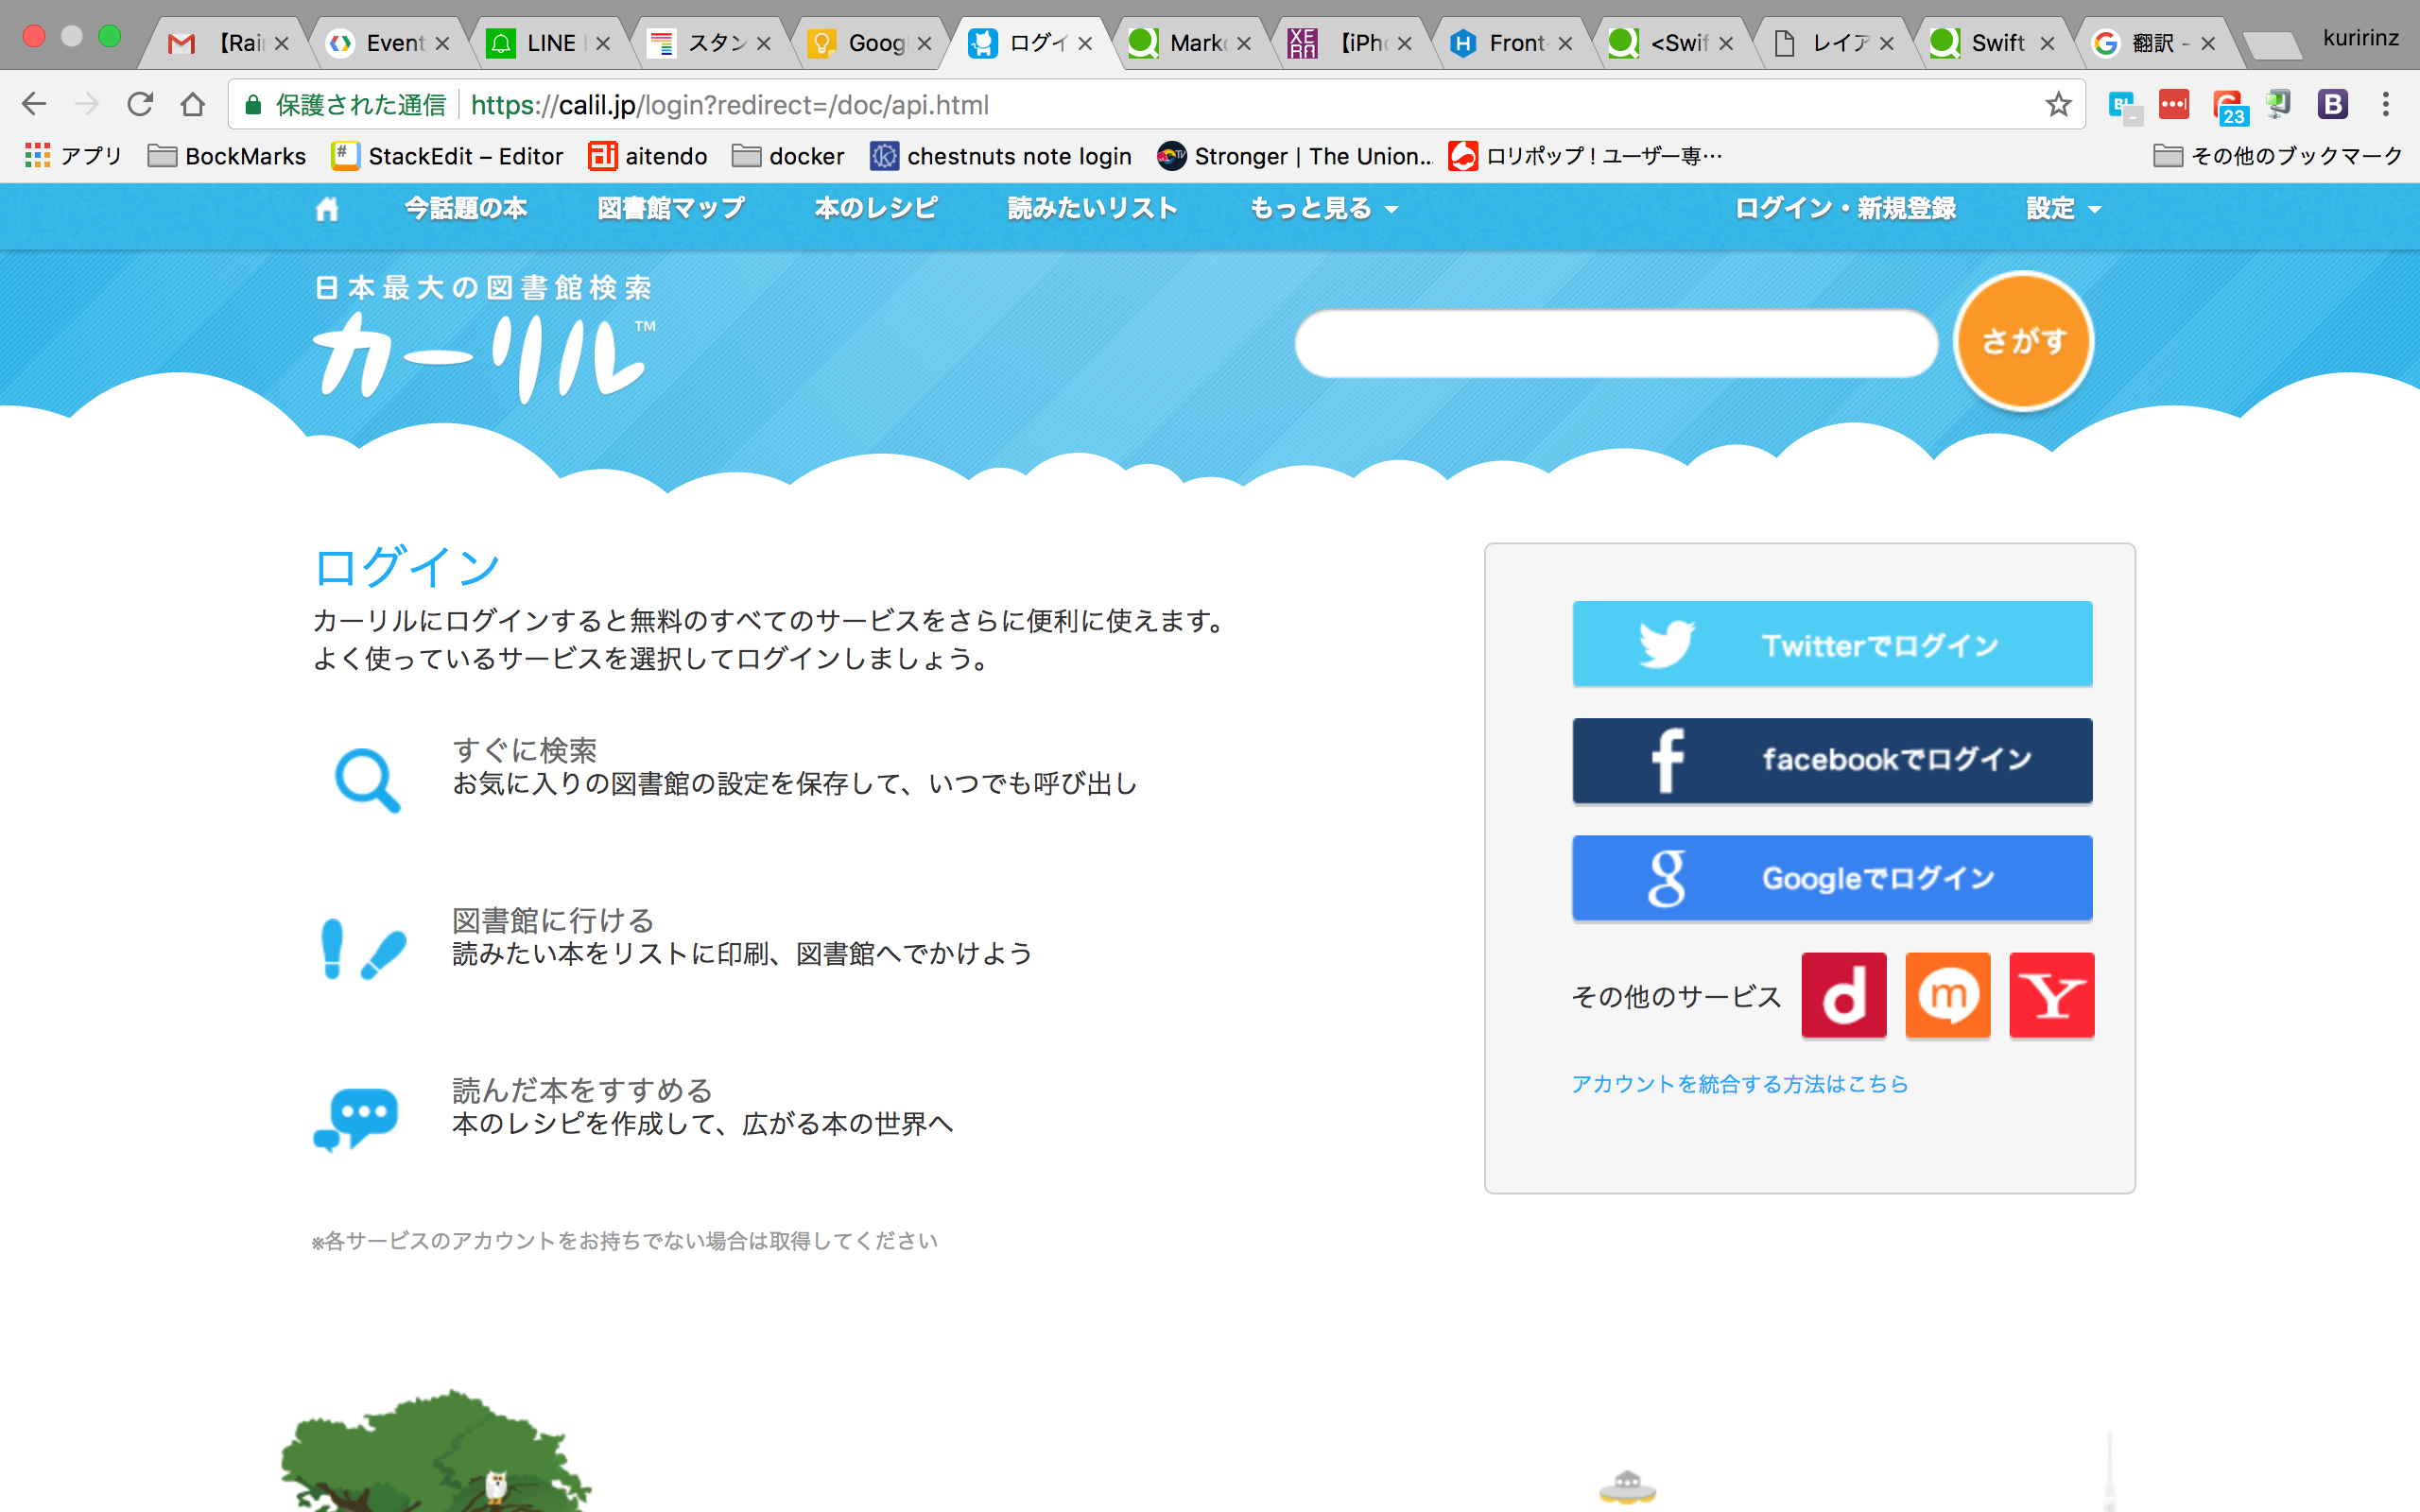 【Rai
Event
LINE
スタン
Goog
ログイ
Mark
【iPh
Front-
<Swif
レイア
Swift
翻訳 -
kuririnz
保護された通信
https://calil.jp/login?redirect=/doc/api.html
23
アプリ
BockMarks
StackEdit – Editor
aitendo
docker
chestnuts note login
Stronger | The Union...
ロリポップ！ユーザー専…
その他のブックマーク
今話題の本
図書館マップ
本のレシピ
読みたいリスト
もっと見る
ログイン・新規登録
設定
日本最大の図書館検索
カーリル™
さがす
ログイン
カーリルにログインすると無料のすべてのサービスをさらに便利に使えます。
よく使っているサービスを選択してログインしましょう。
すぐに検索
お気に入りの図書館の設定を保存して、いつでも呼び出し
図書館に行ける
読みたい本をリストに印刷、図書館へでかけよう
読んだ本をすすめる
本のレシピを作成して、広がる本の世界へ
※各サービスのアカウントをお持ちでない場合は取得してください
Twitterでログイン
facebookでログイン
Googleでログイン
その他のサービス
アカウントを統合する方法はこちら